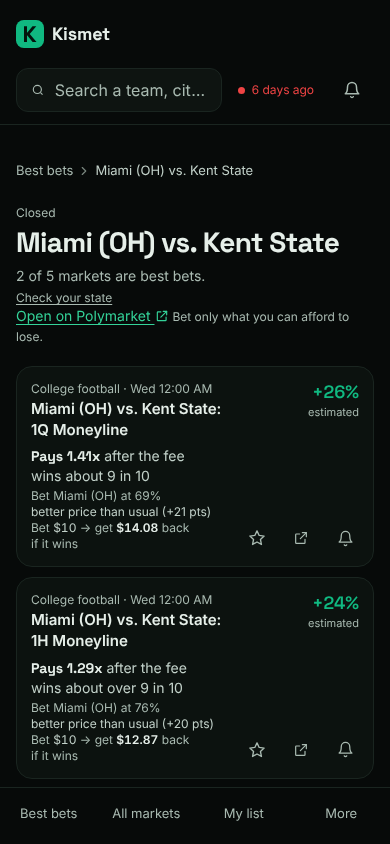 K Kismet
Search a team, cit...
6 days ago
Best bets > Miami (OH) vs. Kent State
Closed
Miami (OH) vs. Kent State
2 of 5 markets are best bets.
Check your state
Open on Polymarket Bet only what you can afford to
lose.
College football · Wed 12:00 AM
+26%
Miami (OH) vs. Kent State:
estimated
1Q Moneyline
Pays 1.41x after the fee
wins about 9 in 10
Bet Miami (OH) at 69%
better price than usual (+21 pts)
Bet $10 → get $14.08 back
if it wins
College football · Wed 12:00 AM
+24%
Miami (OH) vs. Kent State:
estimated
1H Moneyline
Pays 1.29x after the fee
wins about over 9 in 10
Bet Miami (OH) at 76%
better price than usual (+20 pts)
Bet $10 → get $12.87 back
if it wins
Best bets All markets My list More